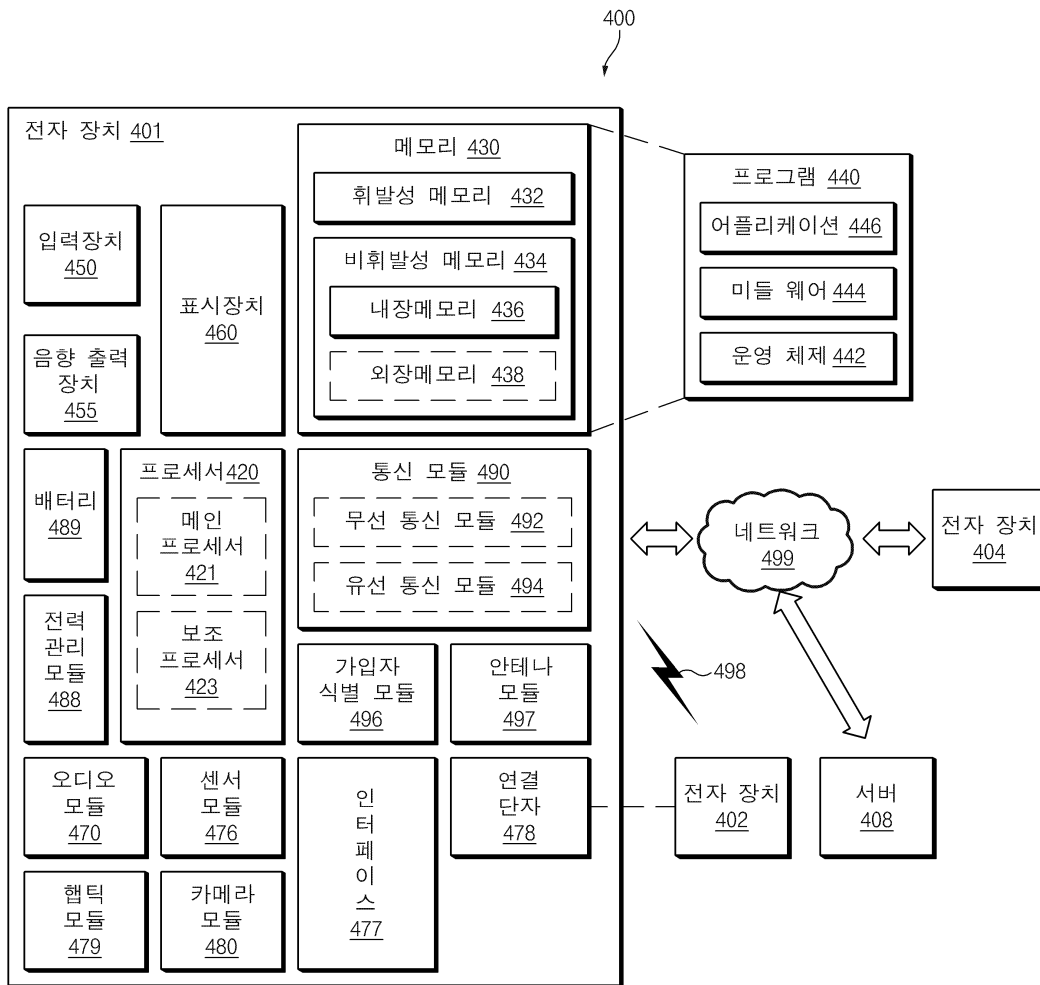 400
전자 장치 401
메모리 430
휘발성 메모리 432
비휘발성 메모리 434
내장메모리 436
외장메모리 438
프로그램 440
어플리케이션 446
미들 웨어 444
운영 체제 442
입력장치
450
표시장치
460
음향 출력
장치
455
배터리
489
프로세서420
메인
프로세서
421
보조
프로세서
423
통신 모듈 490
무선 통신 모듈 492
유선 통신 모듈 494
네트워크
499
전자 장치
404
전력
관리
모듈
488
가입자
식별 모듈
496
안테나
모듈
497
498
오디오
모듈
470
센서
모듈
476
인
터
페
이
스
477
연결
단자
478
전자 장치
402
서버
408
햅틱
모듈
479
카메라
모듈
480